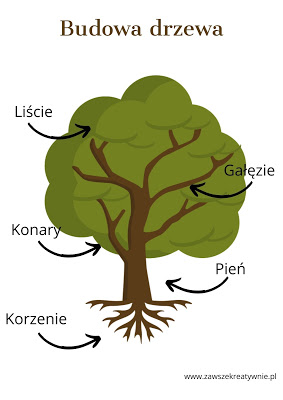 Budowa drzewa
Liście
Gałęzie
Konary
Pień
Korzenie
www.zawszekreatywnie.pl